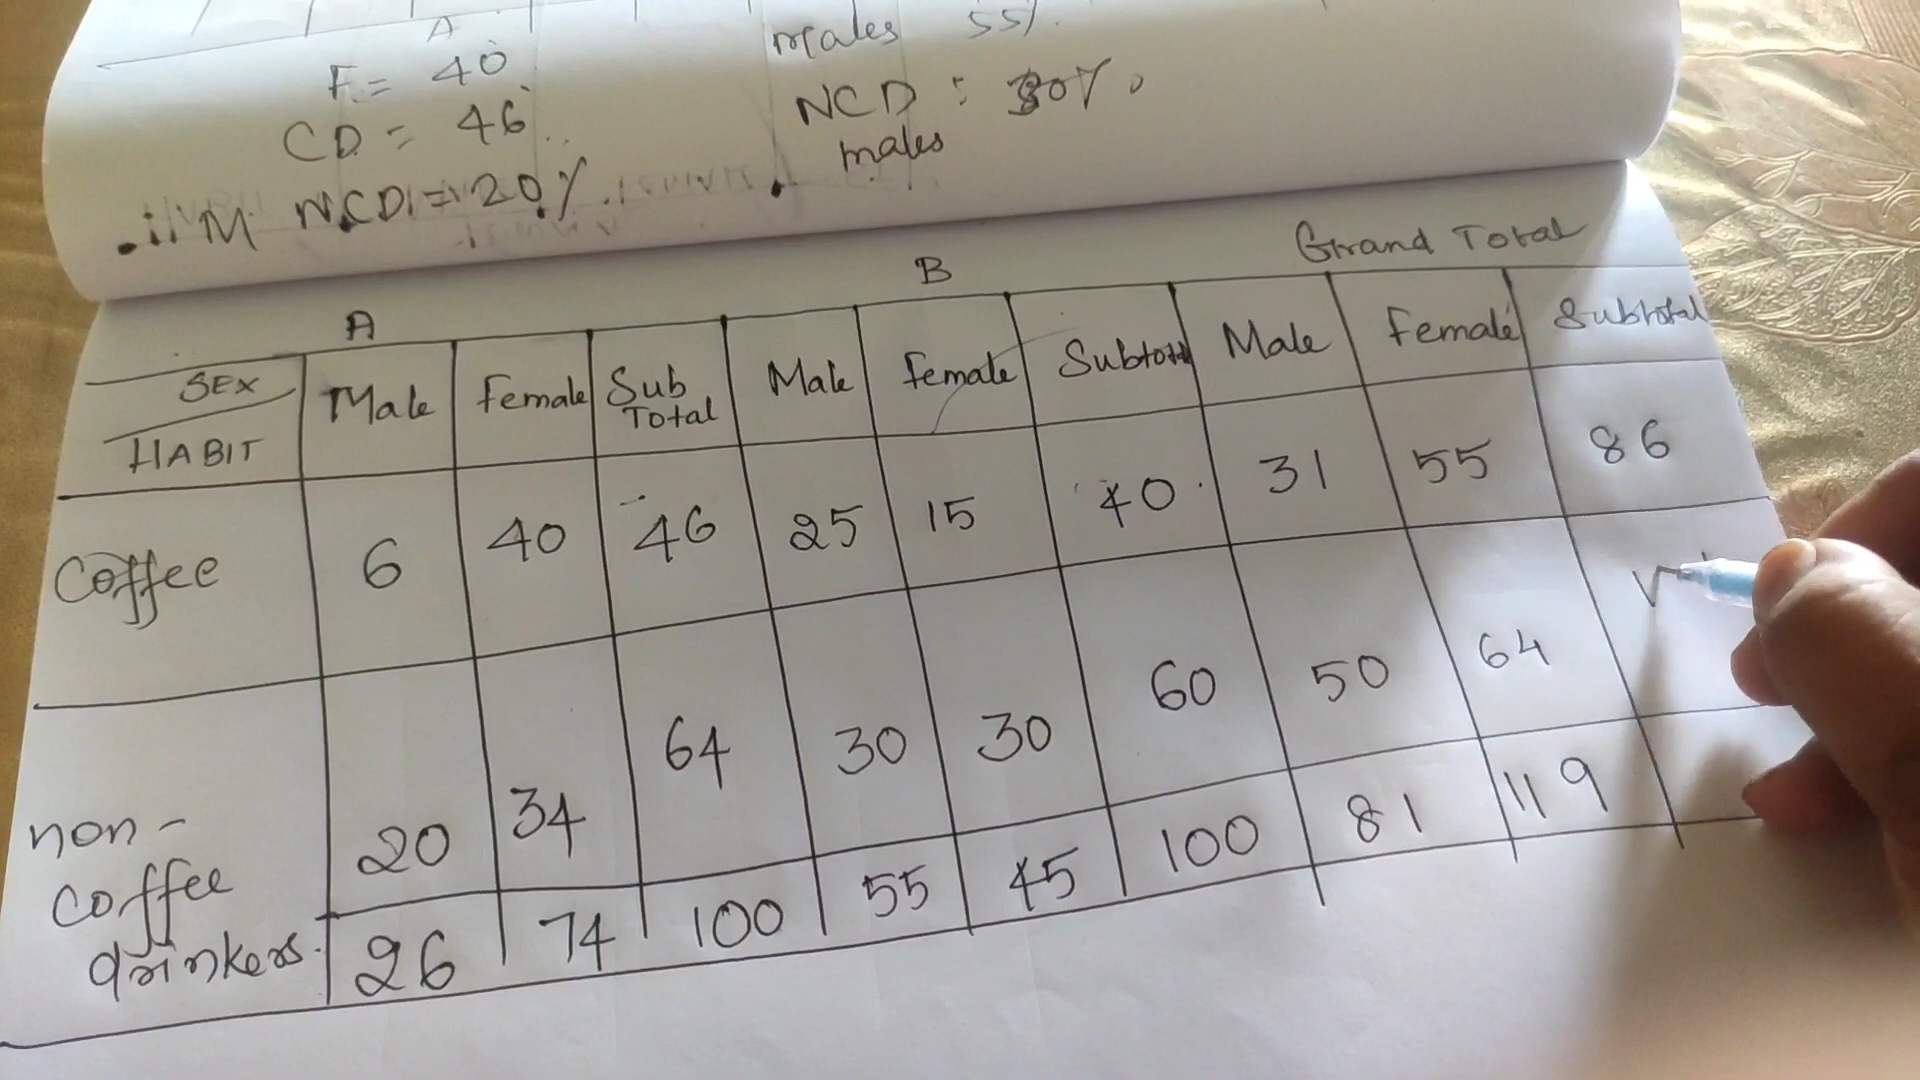 A
F = 40
CD = 46
M NCD = 20%.
males 55%.
NCD : 30%.
males
A B Grand Total
SEX Male Female Sub Total Male Female Subtot Male Female Subtotal
HABIT
Coffee 6 40 46 25 15 40 31 55 86
non-coffee drinkers. 20 34 64 30 30 60 50 64
26 74 100 55 45 100 81 119